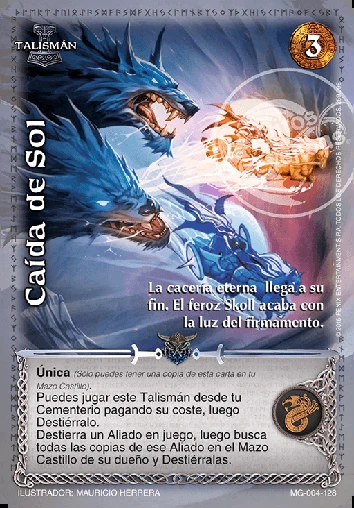 TALISMÁN
3
Caída de Sol
La cacería eterna llega a su
fin. El feroz Skoll acaba con
la luz del firmamento.
Única (Sólo puedes tener una copia de esta carta en tu
Mazo Castillo).
Puedes jugar este Talismán desde tu
Cementerio pagando su coste, luego
Destiérralo.
Destierra un Aliado en juego, luego busca
todas las copias de ese Aliado en el Mazo
Castillo de su dueño y Destiérralas.
ILUSTRADOR: MAURICIO HERRERA
MG-004-128